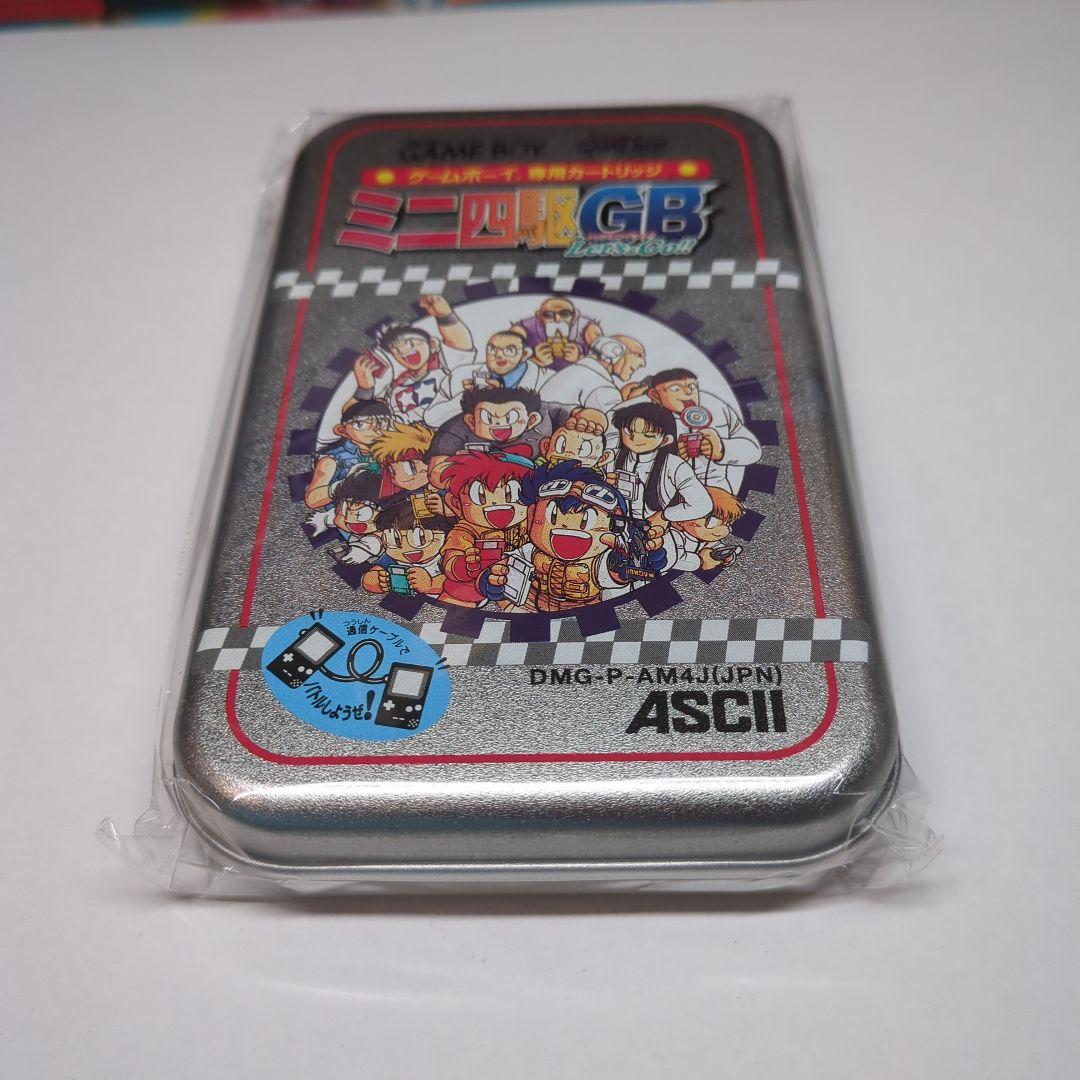 GAME BOY
GAME BOY
ゲームボーイ®専用カートリッジ
ミニ四駆GB
Let's Go!!
つうしん
通信ケーブルで
バトルしようぜ!
DMG-P-AM4J(JPN)
ASCII